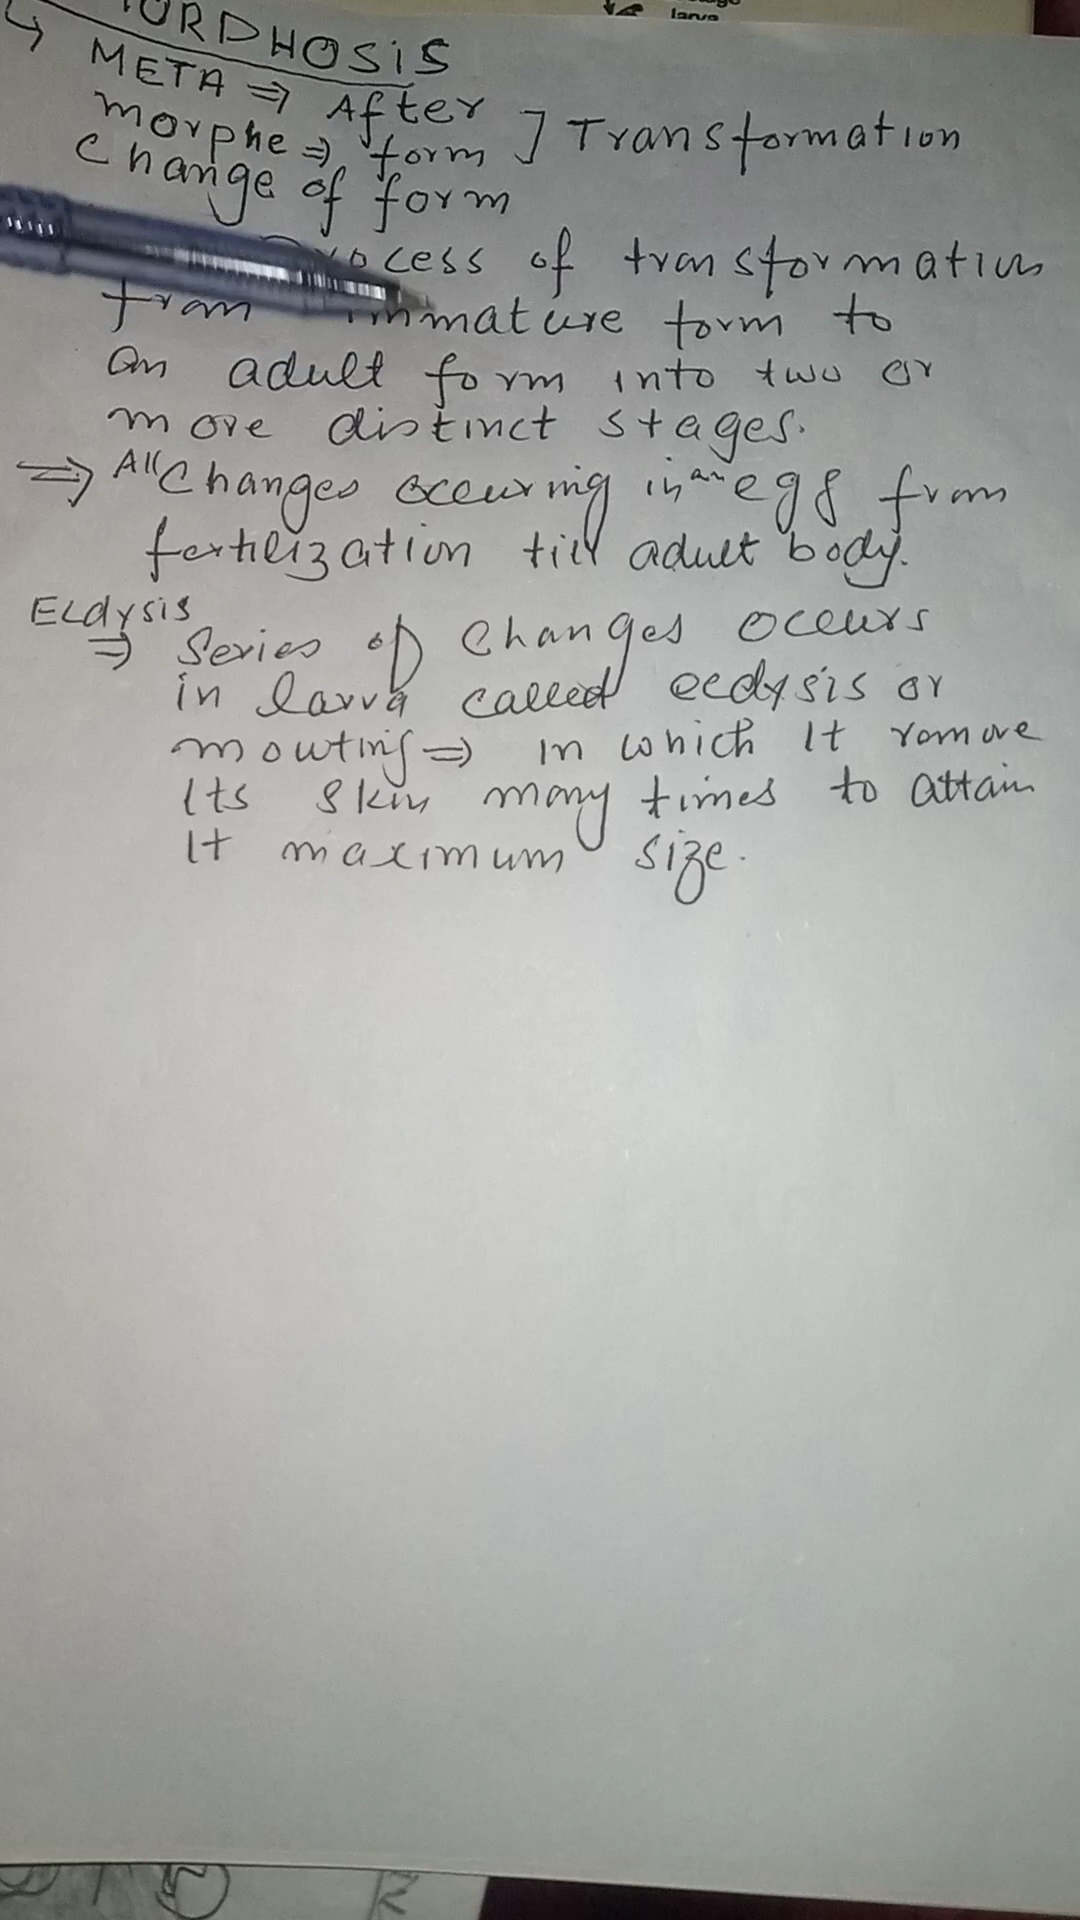 larva
ORDHOSiS
META ⇒ After
morphe ⇒ form ] Transformation
Change of form
ocess of transformation
from immature form to
an adult form into two or
more distinct stages.
⇒ All Changes occuring in an egg from
fertilization till adult body.
Ecdysis
⇒ Series of Changes occurs
in larva called ecdysis or
mouting ⇒ in which It remove
Its skin many times to attain
It maximum size.